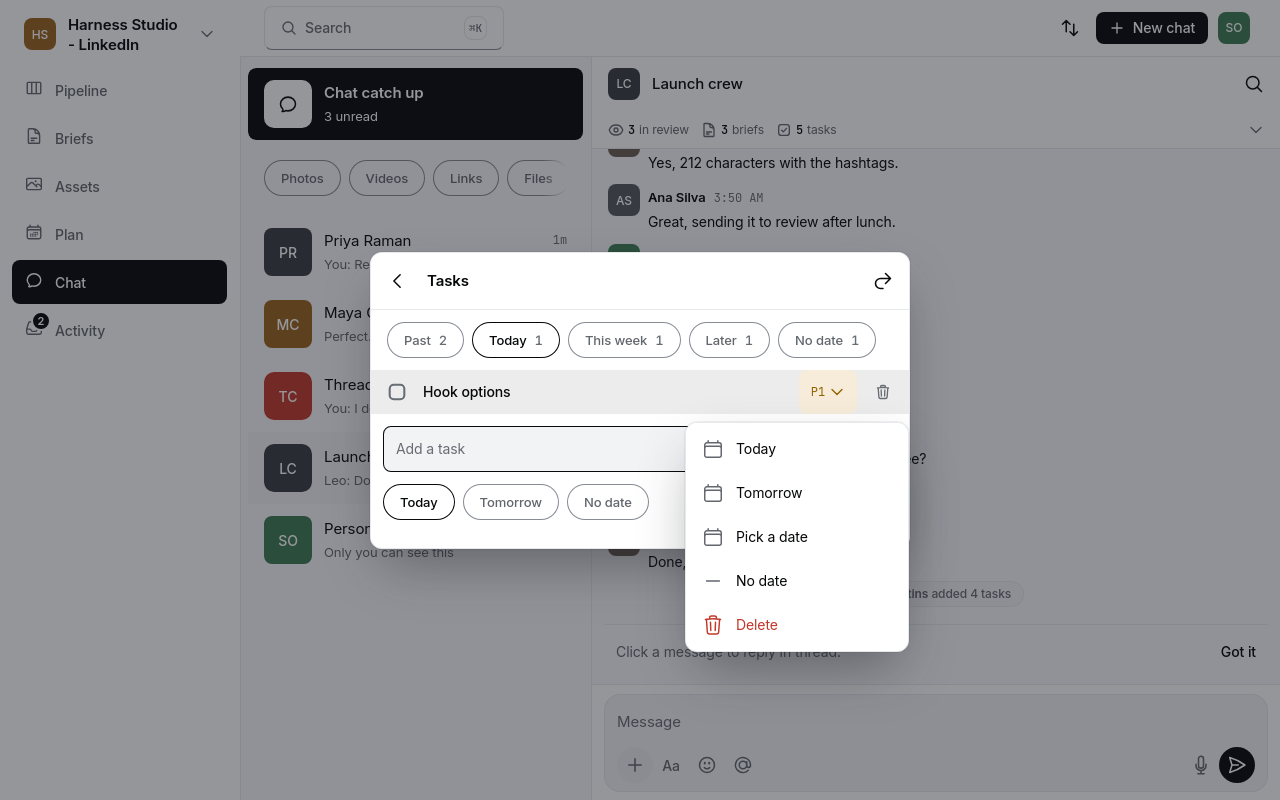 HS
Harness Studio
- LinkedIn
Search
⌘K
New chat
SO
Pipeline
Briefs
Assets
Plan
Chat
2
Activity
Chat catch up
3 unread
Photos
Videos
Links
Files
PR
Priya Raman
1m
You: Re
MC
Maya
Perfect.
TC
Threa
You: I d
LC
Launch
Leo: Do
SO
Person
Only you can see this
LC
Launch crew
3 in review
3 briefs
5 tasks
Yes, 212 characters with the hashtags.
AS
Ana Silva
3:50 AM
Great, sending it to review after lunch.
Tasks
Past 2
Today 1
This week 1
Later 1
No date 1
Hook options
P1
Add a task
Today
Tomorrow
No date
Today
Tomorrow
Pick a date
No date
Delete
Done,
added 4 tasks
Click a message to reply in thread.
Got it
Message
Aa